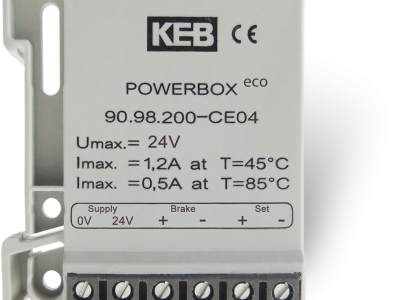 KEB CE
POWERBOX eco
90.98.200-CE04
Umax.= 24V
Imax. = 1,2A at T=45°C
Imax. = 0,5A at T=85°C
Supply Brake Set
0V 24V + - + -